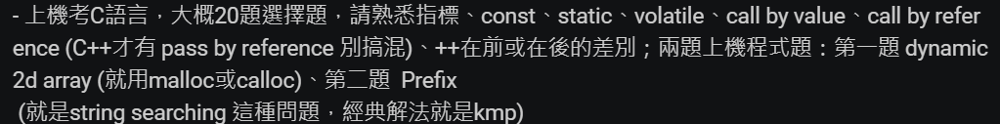 - 上機考C語言，大概20題選擇題，請熟悉指標、const、static、volatile、call by value、call by refer
ence (C++才有 pass by reference 別搞混)、++在前或在後的差別；兩題上機程式題：第一題 dynamic
2d array (就用malloc或calloc)、第二題  Prefix
(就是string searching 這種問題，經典解法就是kmp)